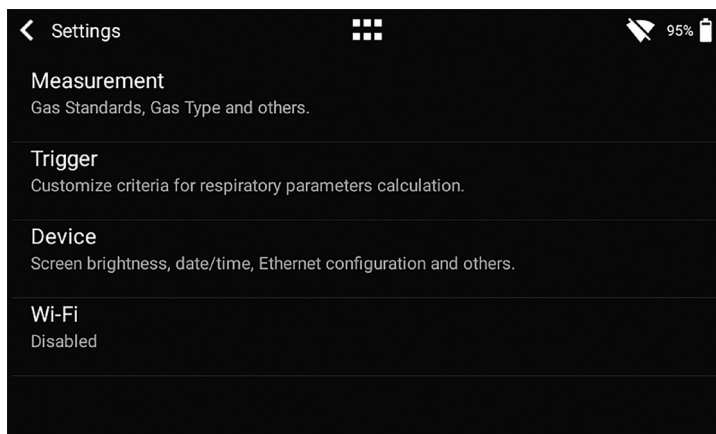 Settings
95%
Measurement
Gas Standards, Gas Type and others.
Trigger
Customize criteria for respiratory parameters calculation.
Device
Screen brightness, date/time, Ethernet configuration and others.
Wi-Fi
Disabled